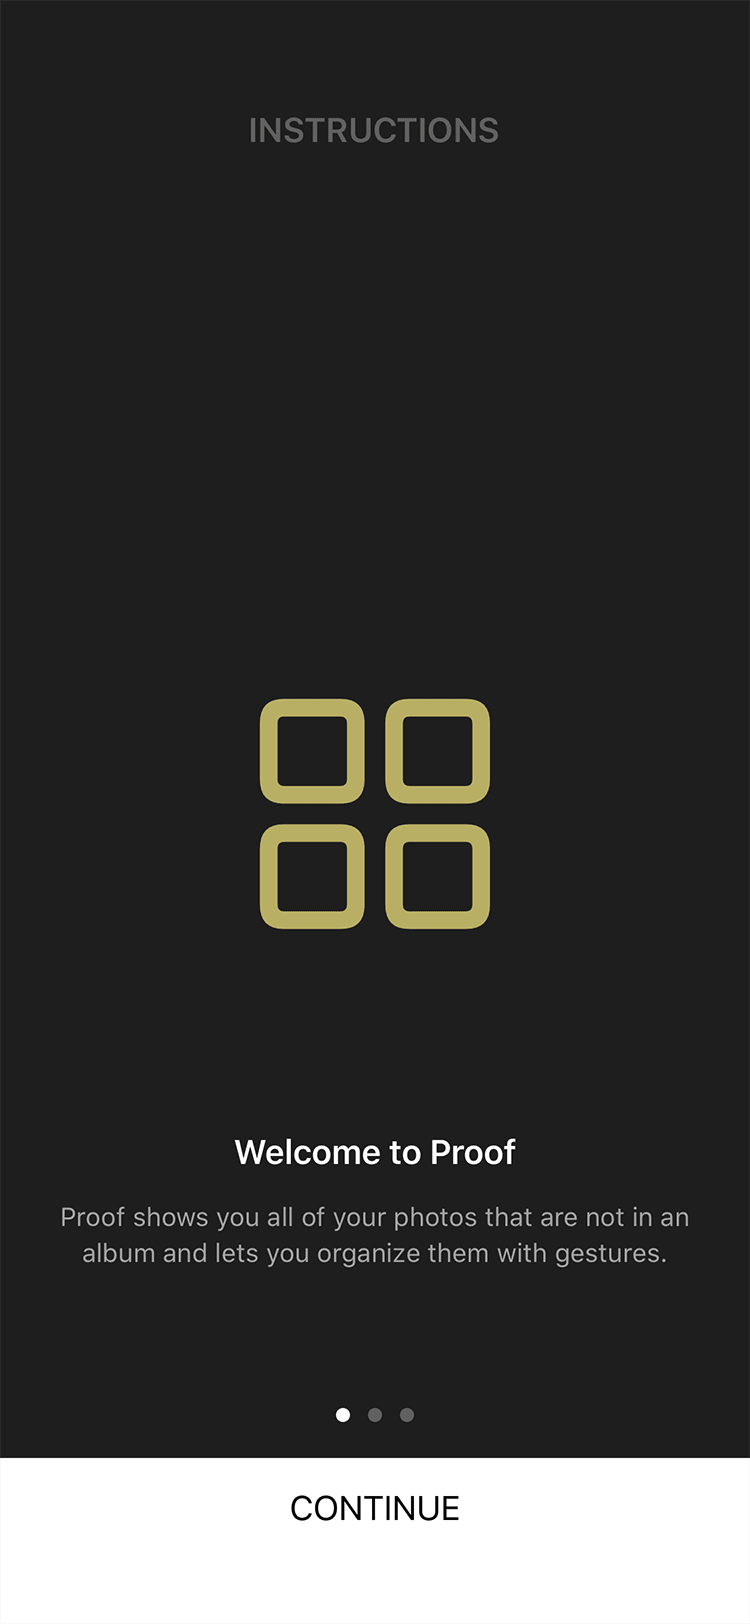 INSTRUCTIONS
Welcome to Proof
Proof shows you all of your photos that are not in an
album and lets you organize them with gestures.
CONTINUE